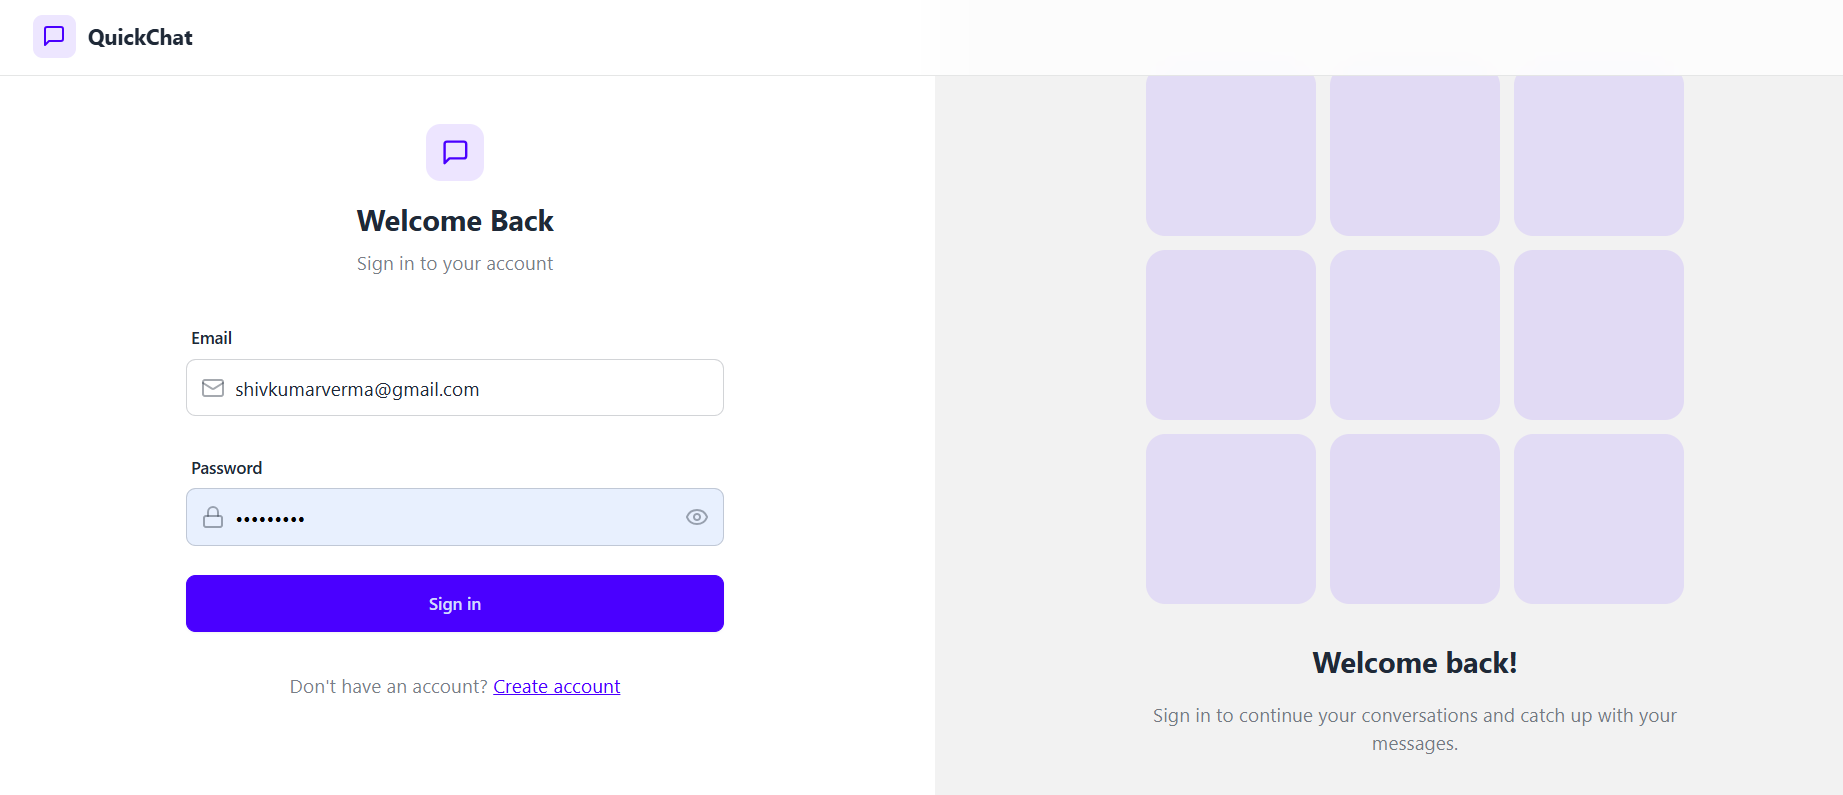 QuickChat
Welcome Back
Sign in to your account
Email
shivkumarverma@gmail.com
Password
•••••••••
Sign in
Don't have an account? Create account
Welcome back!
Sign in to continue your conversations and catch up with your
messages.